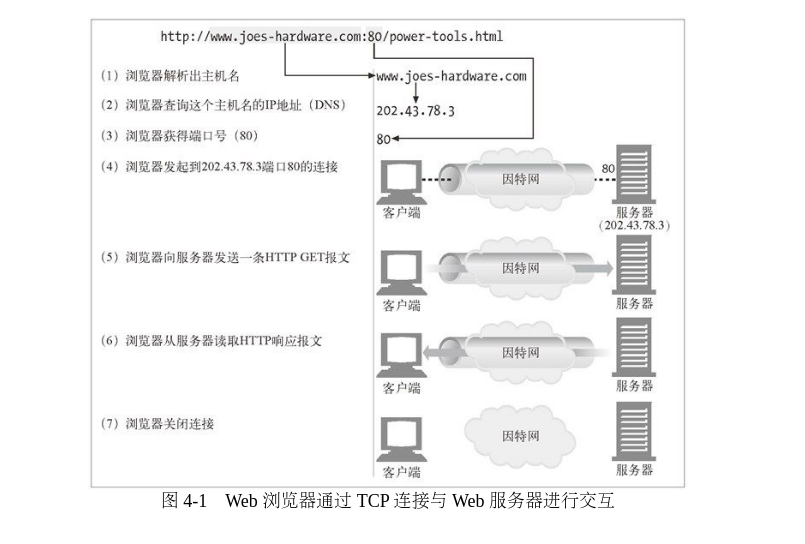 http://www.joes-hardware.com:80/power-tools.html
(1) 浏览器解析出主机名
www.joes-hardware.com
(2) 浏览器查询这个主机名的IP地址（DNS）
202.43.78.3
(3) 浏览器获得端口号（80）
80
(4) 浏览器发起到202.43.78.3端口80的连接
因特网
80
客户端
服务器
（202.43.78.3）
(5) 浏览器向服务器发送一条HTTP GET报文
因特网
客户端
服务器
(6) 浏览器从服务器读取HTTP响应报文
因特网
客户端
服务器
(7) 浏览器关闭连接
因特网
客户端
服务器
图 4-1 Web 浏览器通过 TCP 连接与 Web 服务器进行交互